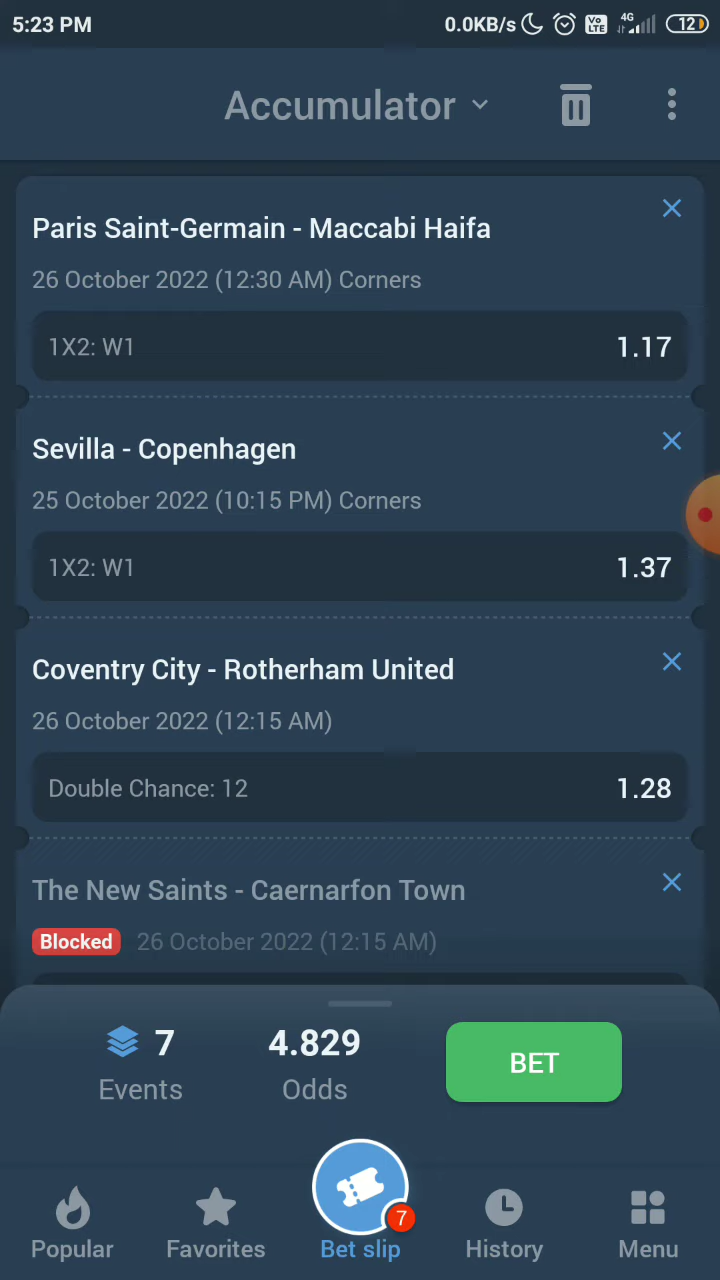 5:23 PM
0.0KB/s Vo LTE 4G 12
Accumulator
Paris Saint-Germain - Maccabi Haifa
26 October 2022 (12:30 AM) Corners
1X2: W1 1.17
Sevilla - Copenhagen
25 October 2022 (10:15 PM) Corners
1X2: W1 1.37
Coventry City - Rotherham United
26 October 2022 (12:15 AM)
Double Chance: 12 1.28
The New Saints - Caernarfon Town
Blocked 26 October 2022 (12:15 AM)
7 4.829 BET
Events Odds
7
Popular Favorites Bet slip History Menu